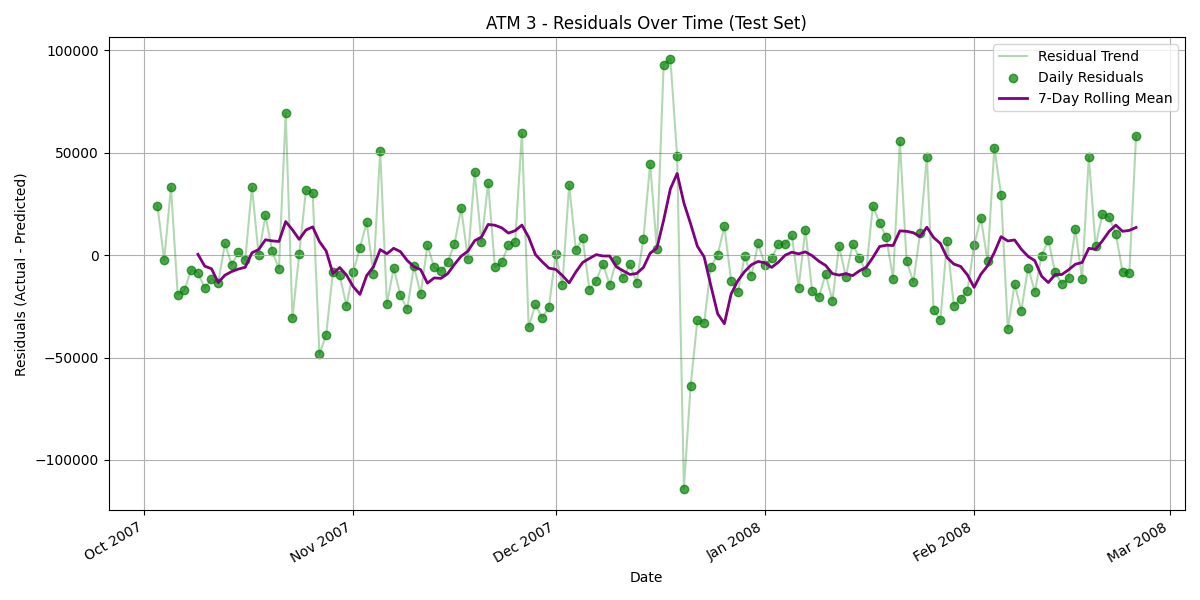 ATM 3 - Residuals Over Time (Test Set)
Residual Trend
Daily Residuals
7-Day Rolling Mean
Residuals (Actual - Predicted)
100000
50000
0
−50000
−100000
Oct 2007
Nov 2007
Dec 2007
Jan 2008
Feb 2008
Mar 2008
Date